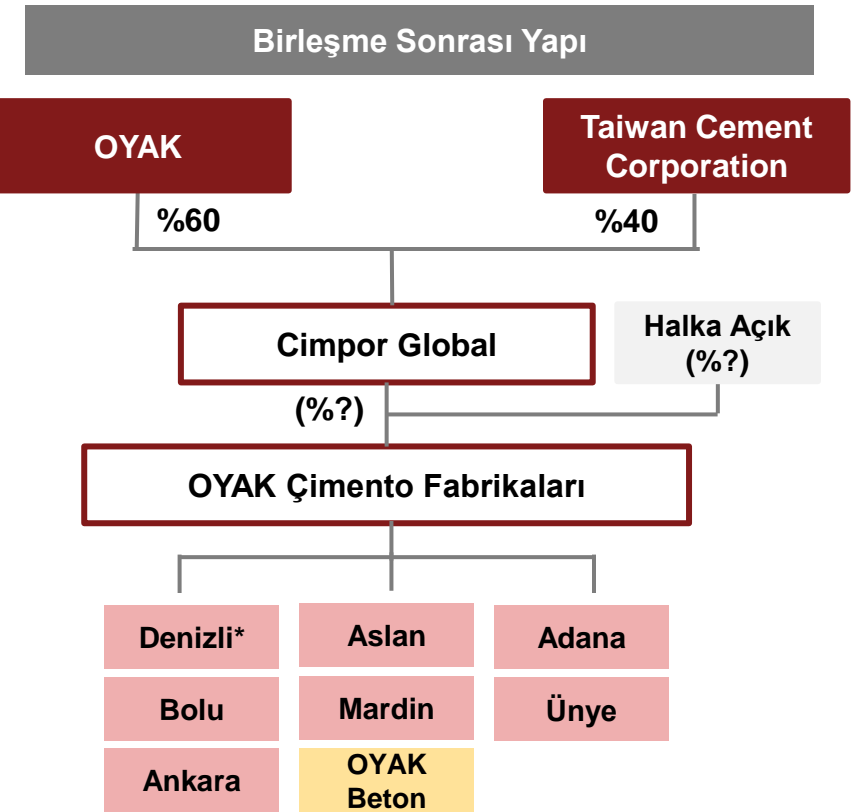 Birleşme Sonrası Yapı
OYAK
Taiwan Cement
Corporation
%60
%40
Cimpor Global
Halka Açık
(%?)
(%?)
OYAK Çimento Fabrikaları
Denizli*
Aslan
Adana
Bolu
Mardin
Ünye
Ankara
OYAK
Beton